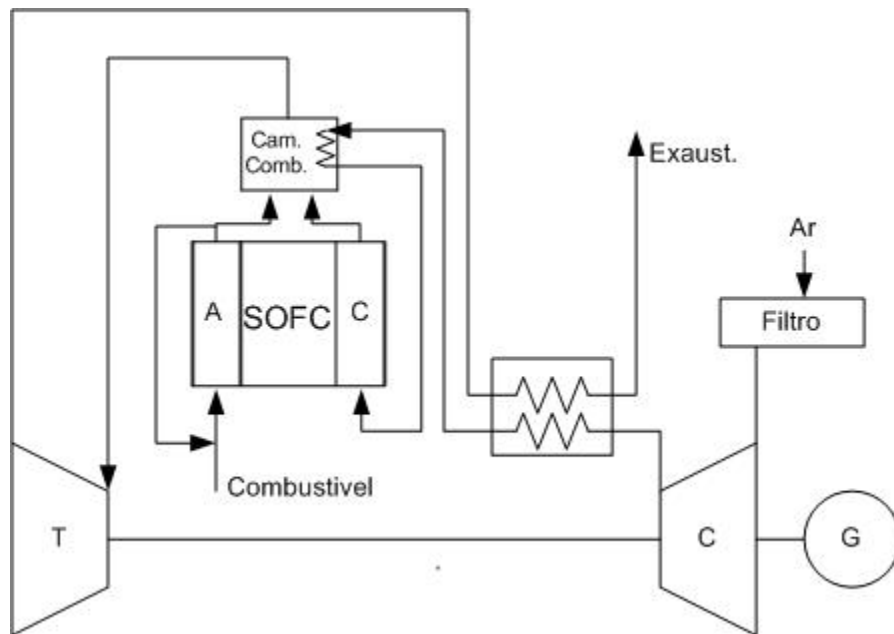 Cam.
Comb.
Exaust.
Ar
Filtro
A
SOFC
C
Combustivel
T
C
G